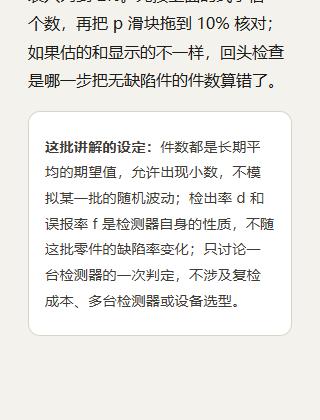 个数，再把 p 滑块拖到 10% 核对；
如果估的和显示的不一样，回头检查
是哪一步把无缺陷件的件数算错了。
这批讲解的设定：件数都是长期平
均的期望值，允许出现小数，不模
拟某一批的随机波动；检出率 d 和
误报率 f 是检测器自身的性质，不随
这批零件的缺陷率变化；只讨论一
台检测器的一次判定，不涉及复检
成本、多台检测器或设备选型。